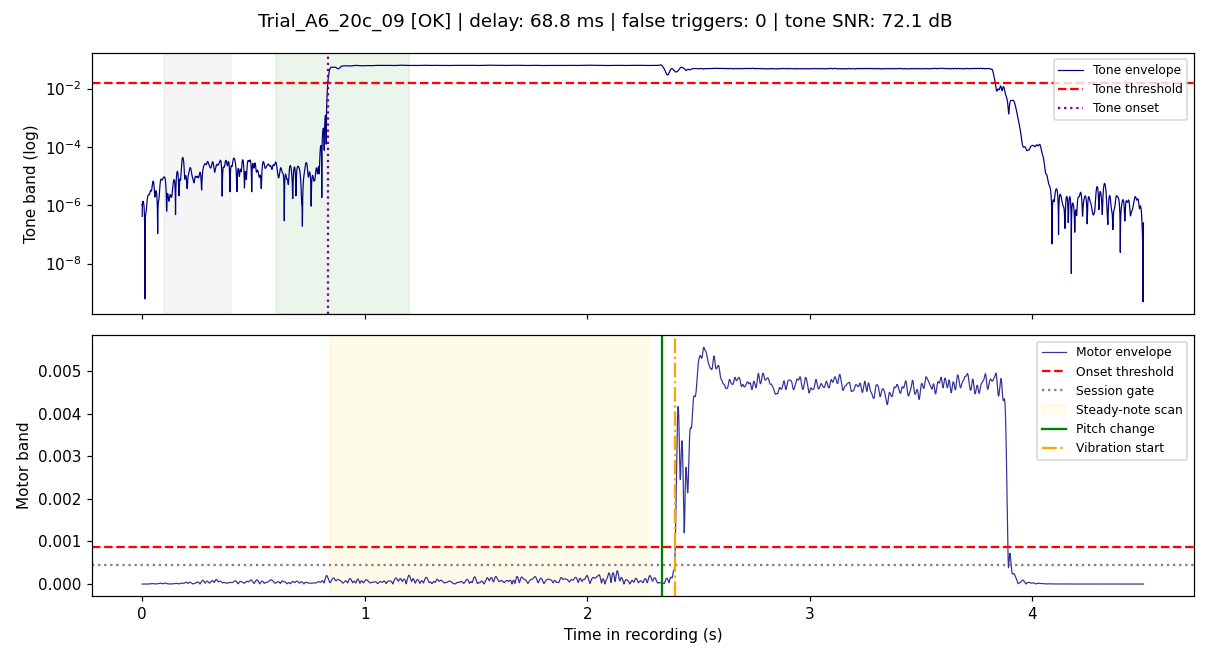 Trial_A6_20c_09 [OK] | delay: 68.8 ms | false triggers: 0 | tone SNR: 72.1 dB
Tone band (log)
10⁻²
10⁻⁴
10⁻⁶
10⁻⁸
Tone envelope
Tone threshold
Tone onset
Motor band
0.005
0.004
0.003
0.002
0.001
0.000
Motor envelope
Onset threshold
Session gate
Steady-note scan
Pitch change
Vibration start
0 1 2 3 4
Time in recording (s)